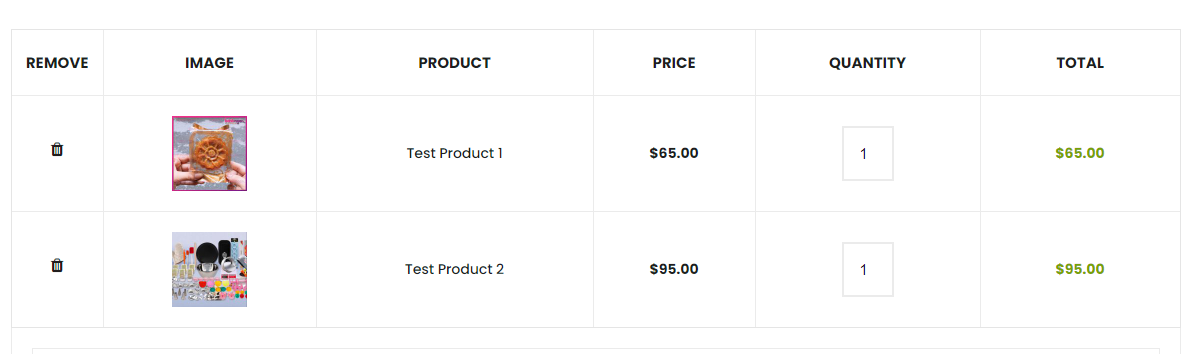 REMOVE IMAGE PRODUCT PRICE QUANTITY TOTAL
Test Product 1 $65.00 1 $65.00
Test Product 2 $95.00 1 $95.00